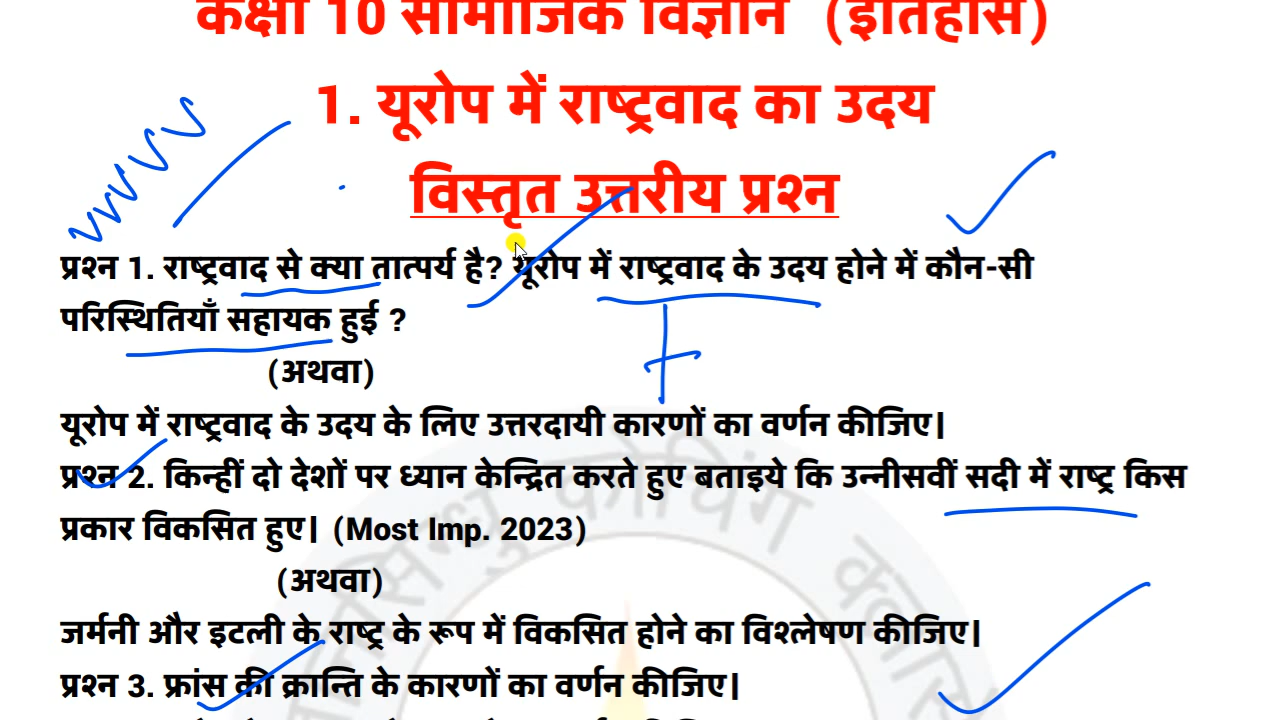 कक्षा 10 सामाजिक विज्ञान (इतिहास)
1. यूरोप में राष्ट्रवाद का उदय
विस्तृत उत्तरीय प्रश्न
प्रश्न 1. राष्ट्रवाद से क्या तात्पर्य है? यूरोप में राष्ट्रवाद के उदय होने में कौन-सी
परिस्थितियाँ सहायक हुई ?
(अथवा)
यूरोप में राष्ट्रवाद के उदय के लिए उत्तरदायी कारणों का वर्णन कीजिए।
प्रश्न 2. किन्हीं दो देशों पर ध्यान केन्द्रित करते हुए बताइये कि उन्नीसवीं सदी में राष्ट्र किस
प्रकार विकसित हुए। (Most Imp. 2023)
(अथवा)
जर्मनी और इटली के राष्ट्र के रूप में विकसित होने का विश्लेषण कीजिए।
प्रश्न 3. फ्रांस की क्रान्ति के कारणों का वर्णन कीजिए।
कोचिंग